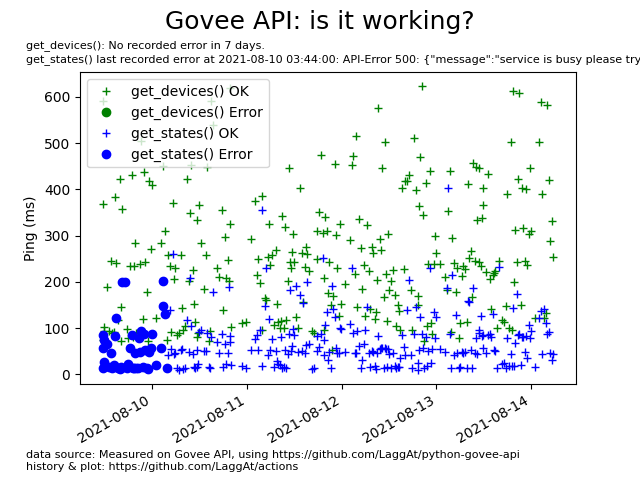 Govee API: is it working?
get_devices(): No recorded error in 7 days.
get_states() last recorded error at 2021-08-10 03:44:00: API-Error 500: {"message":"service is busy please try
get_devices() OK
get_devices() Error
get_states() OK
get_states() Error
Ping (ms)
600
500
400
300
200
100
0
2021-08-10
2021-08-11
2021-08-12
2021-08-13
2021-08-14
data source: Measured on Govee API, using https://github.com/LaggAt/python-govee-api
history & plot: https://github.com/LaggAt/actions